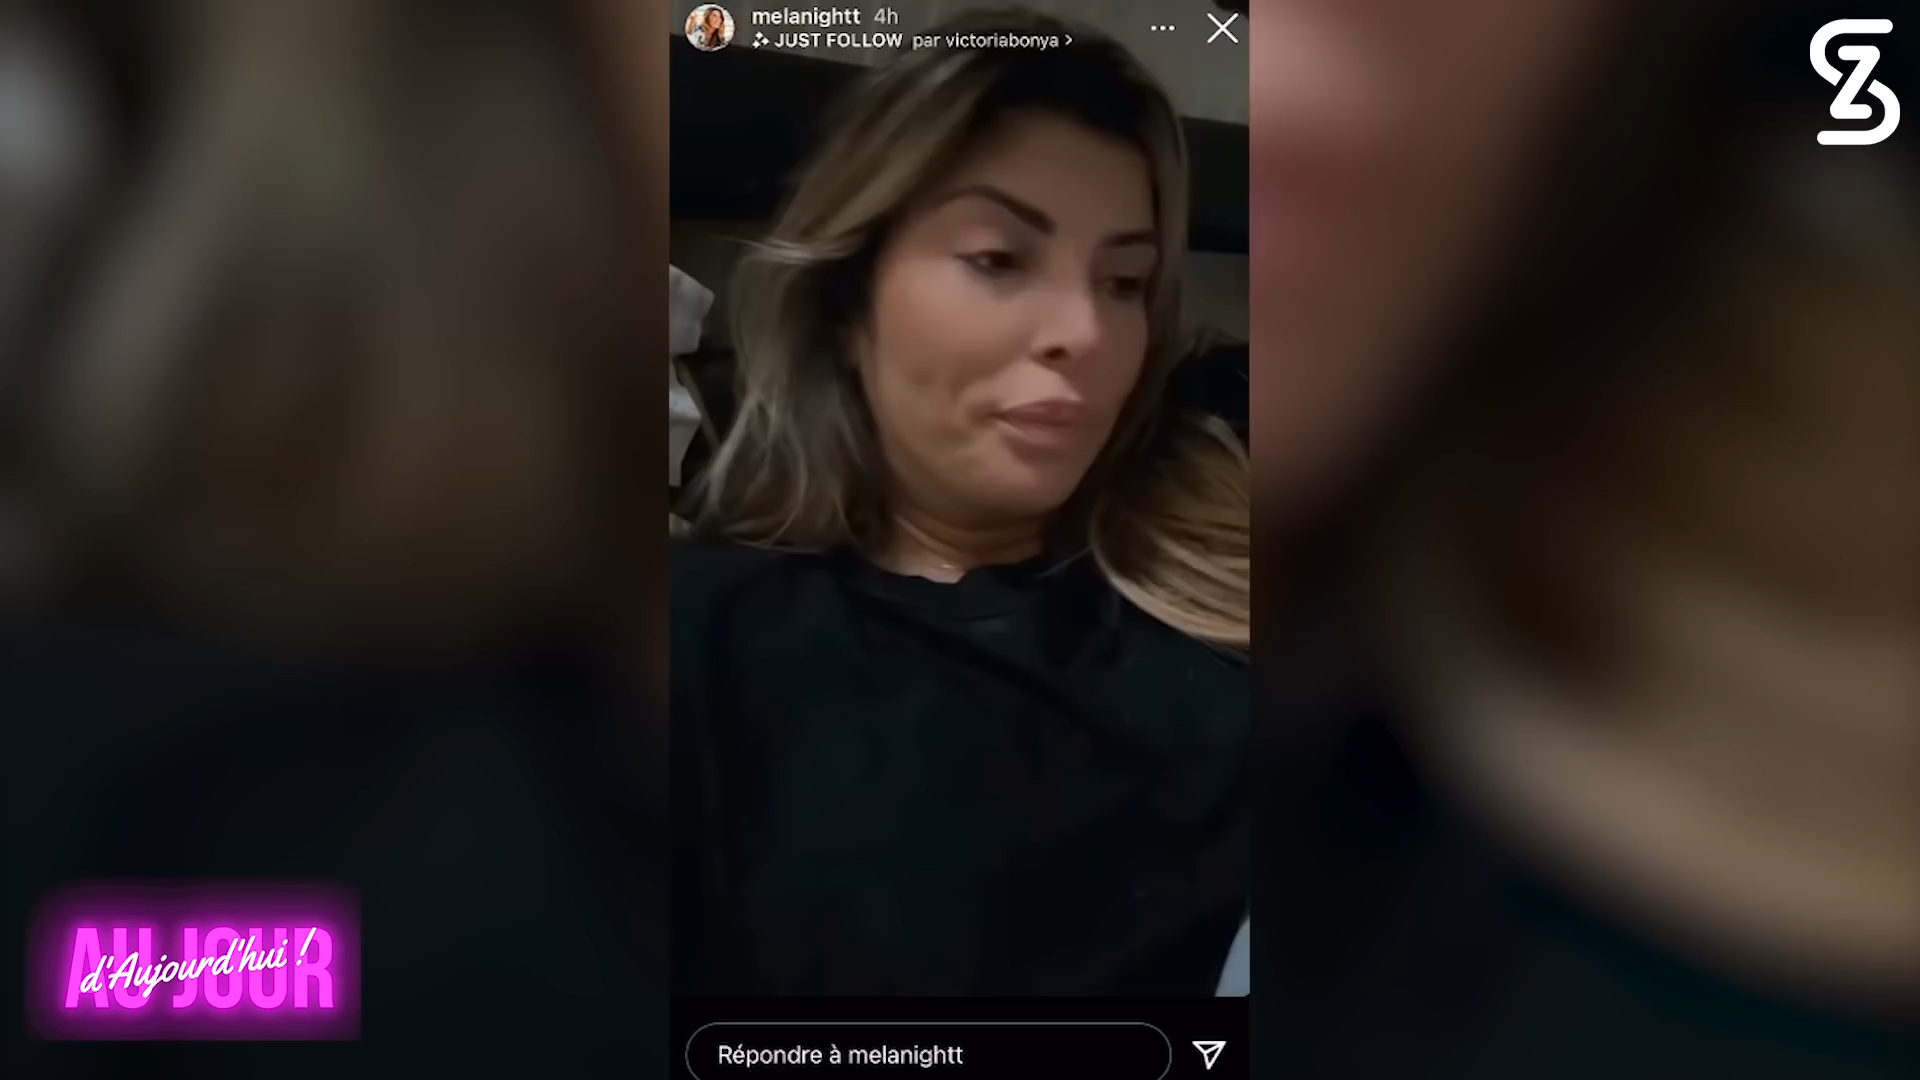 melanightt 4h
JUST FOLLOW par victoriabonya >
AU JOUR
d'Aujourd'hui !
Répondre à melanightt